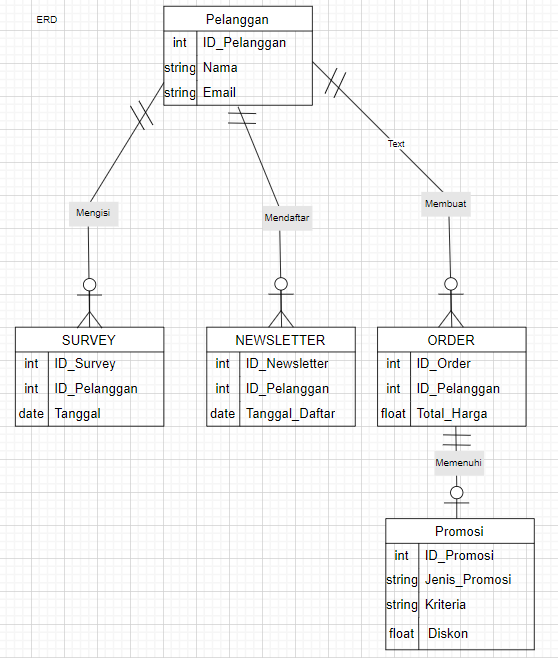 ERD
Pelanggan
int ID_Pelanggan
string Nama
string Email
Text
Mengisi
Mendaftar
Membuat
SURVEY
int ID_Survey
int ID_Pelanggan
date Tanggal
NEWSLETTER
int ID_Newsletter
int ID_Pelanggan
date Tanggal_Daftar
ORDER
int ID_Order
int ID_Pelanggan
float Total_Harga
Memenuhi
Promosi
int ID_Promosi
string Jenis_Promosi
string Kriteria
float Diskon